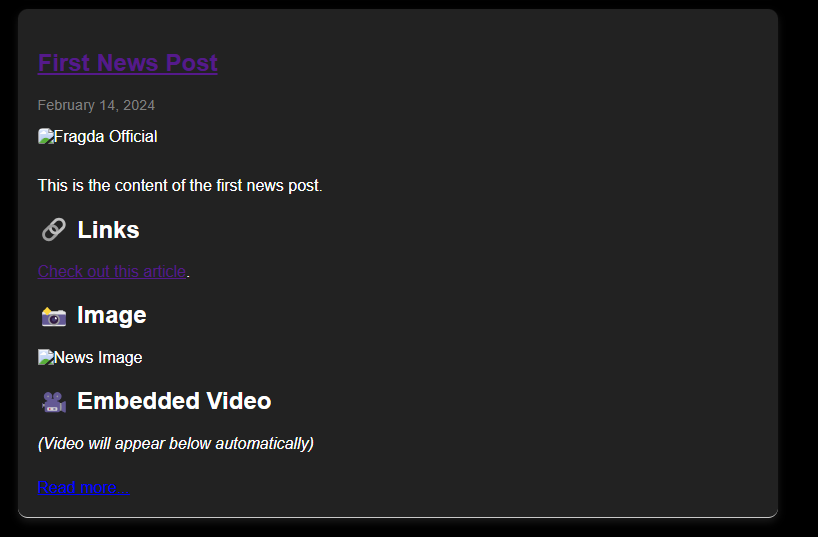 First News Post
February 14, 2024
Fragda Official
This is the content of the first news post.
🔗 Links
Check out this article.
📸 Image
News Image
🎥 Embedded Video
(Video will appear below automatically)
Read more...